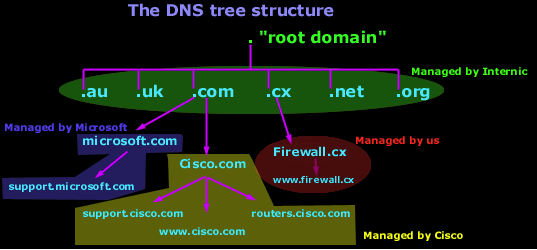 The DNS tree structure
. "root domain"
Managed by Internic
.au .uk .com .cx .net .org
Managed by Microsoft
microsoft.com
Managed by us
Firewall.cx
Cisco.com
support.microsoft.com
www.firewall.cx
support.cisco.com
routers.cisco.com
www.cisco.com
Managed by Cisco